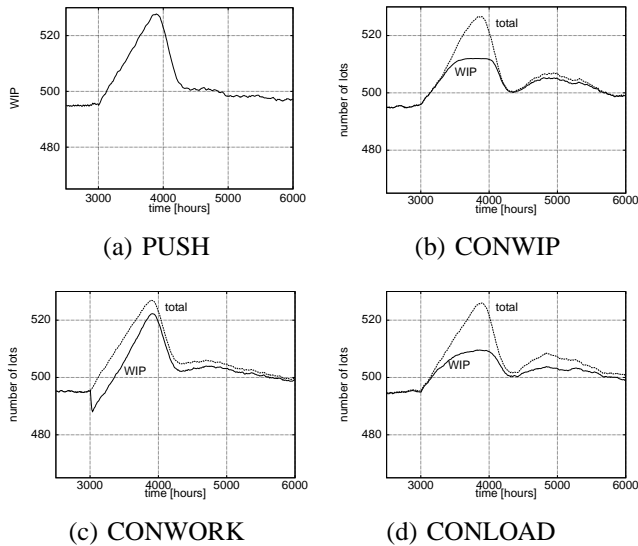 520
500
480
WIP
3000 4000 5000 6000
time [hours]
(a) PUSH
520
500
480
number of lots
total
WIP
3000 4000 5000 6000
time [hours]
(b) CONWIP
520
500
480
number of lots
total
WIP
3000 4000 5000 6000
time [hours]
(c) CONWORK
520
500
480
number of lots
total
WIP
3000 4000 5000 6000
time [hours]
(d) CONLOAD